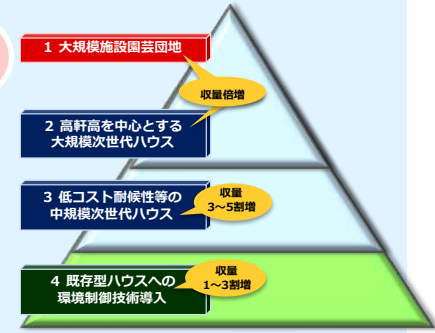 1 大規模施設園芸団地
収量倍増
2 高軒高を中心とする
大規模次世代ハウス
3 低コスト耐候性等の
中規模次世代ハウス
収量
3～5割増
4 既存型ハウスへの
環境制御技術導入
収量
1～3割増